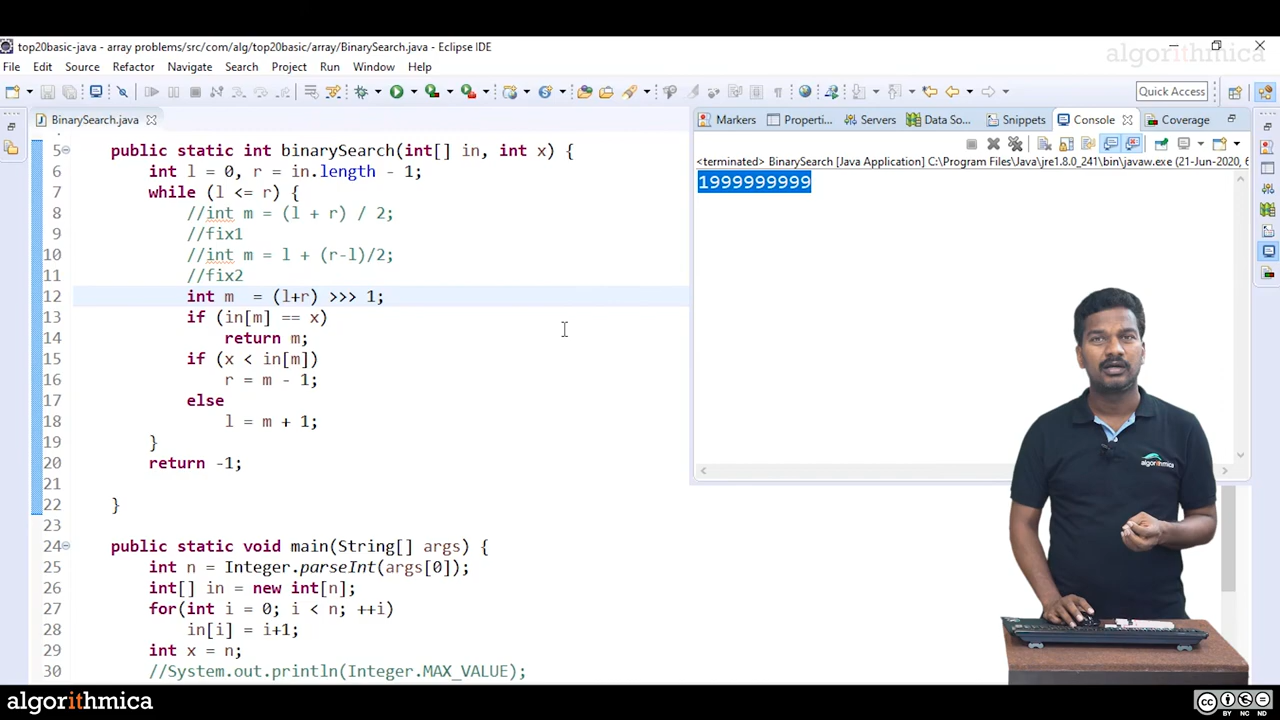 top20basic-java - array problems/src/com/alg/top20basic/array/BinarySearch.java - Eclipse IDE
algorithmica
File Edit Source Refactor Navigate Search Project Run Window Help
Quick Access
BinarySearch.java
Markers Properti... Servers Data So... Snippets Console Coverage
<terminated> BinarySearch [Java Application] C:\Program Files\Java\jre1.8.0_241\bin\javaw.exe (21-Jun-2020, 6
1999999999
5 public static int binarySearch(int[] in, int x) {
6 int l = 0, r = in.length - 1;
7 while (l <= r) {
8 //int m = (l + r) / 2;
9 //fix1
10 //int m = l + (r-l)/2;
11 //fix2
12 int m  = (l+r) >>> 1;
13 if (in[m] == x)
14 return m;
15 if (x < in[m])
16 r = m - 1;
17 else
18 l = m + 1;
19 }
20 return -1;
21
22 }
23
24 public static void main(String[] args) {
25 int n = Integer.parseInt(args[0]);
26 int[] in = new int[n];
27 for(int i = 0; i < n; ++i)
28 in[i] = i+1;
29 int x = n;
30 //System.out.println(Integer.MAX_VALUE);
algorithmica
algorithmica
cc BY NC ND